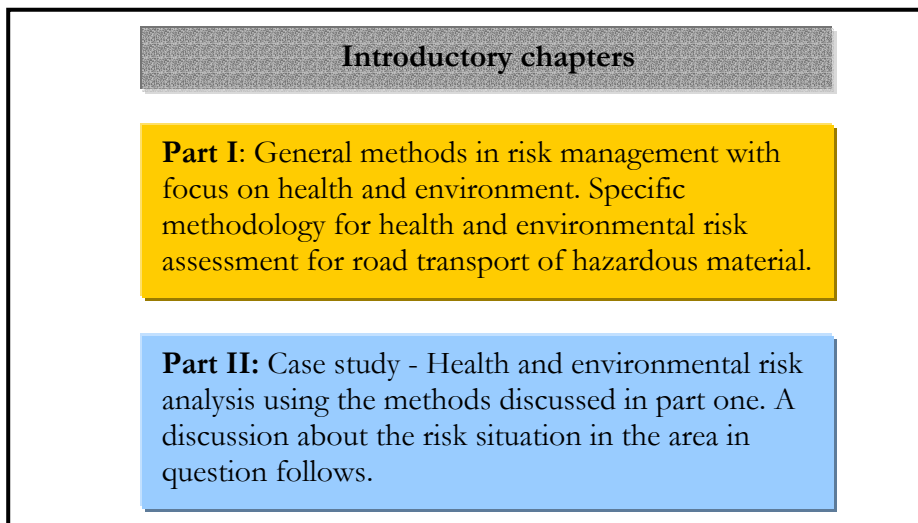 Introductory chapters
Part I: General methods in risk management with
focus on health and environment. Specific
methodology for health and environmental risk
assessment for road transport of hazardous material.
Part II: Case study - Health and environmental risk
analysis using the methods discussed in part one. A
discussion about the risk situation in the area in
question follows.